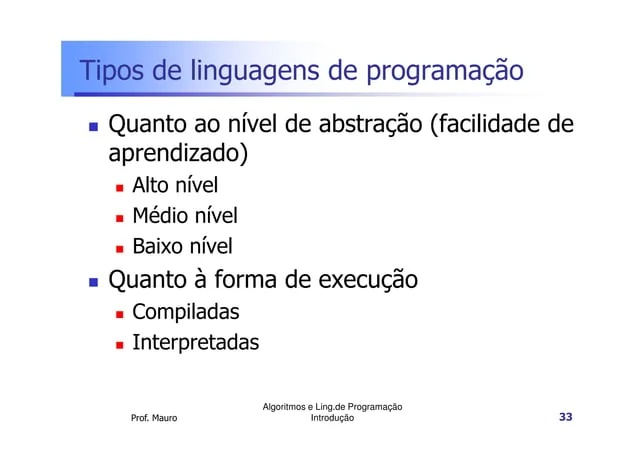 Tipos de linguagens de programação
Quanto ao nível de abstração (facilidade de
aprendizado)
Alto nível
Médio nível
Baixo nível
Quanto à forma de execução
Compiladas
Interpretadas
Prof. Mauro
Algoritmos e Ling.de Programação
Introdução
33